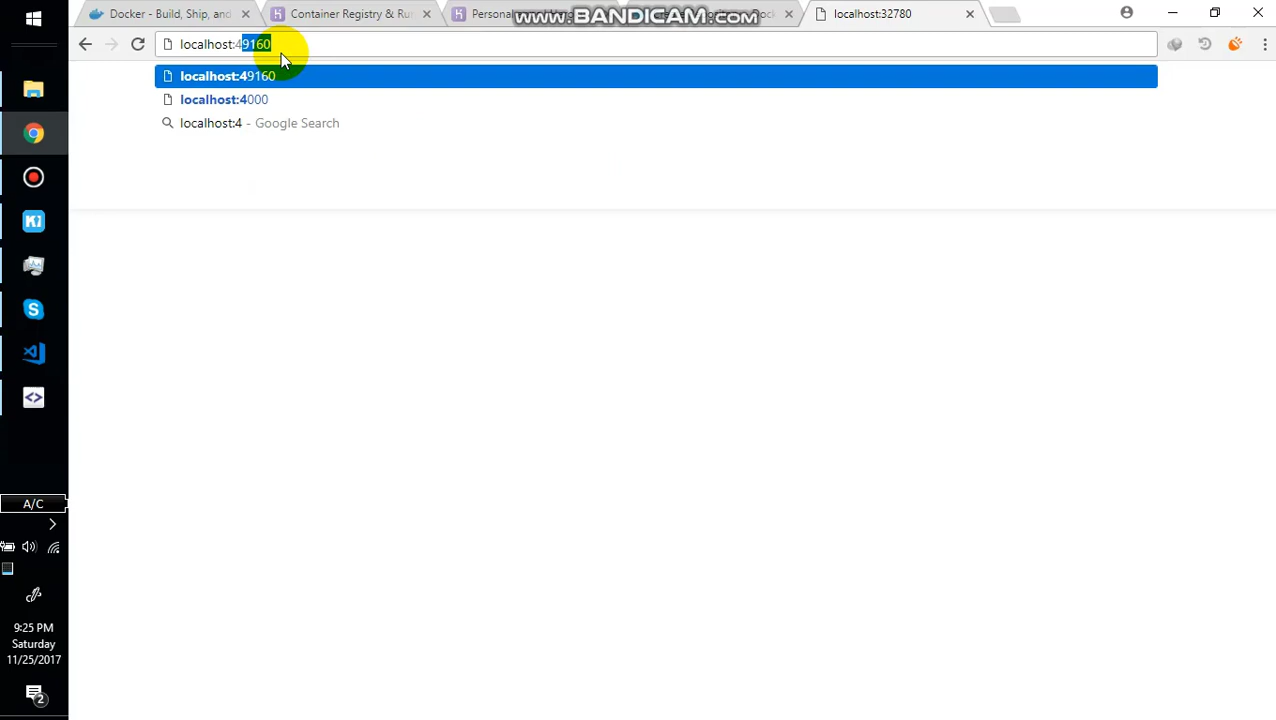 Docker - Build, Ship, and
Container Registry & Ru
Personal
www.BANDICAM.com
localhost:32780
localhost:49160
localhost:49160
localhost:4000
localhost:4 - Google Search
A/C
9:25 PM
Saturday
11/25/2017
2